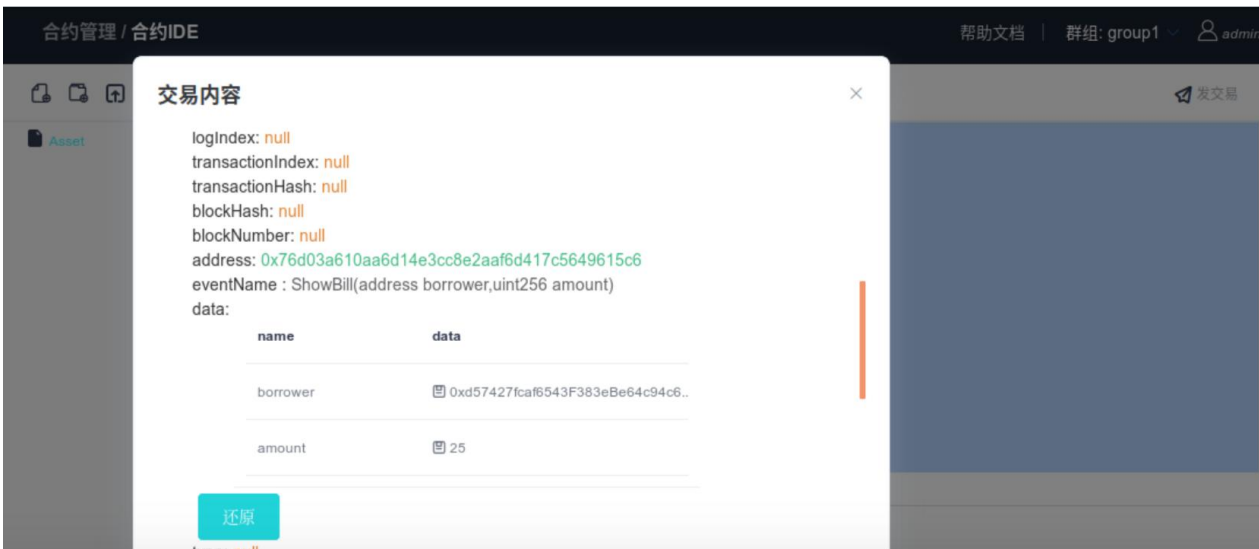 合约管理 / 合约IDE
帮助文档 群组: group1 admin
交易内容
发交易
Asset
logIndex: null
transactionIndex: null
transactionHash: null
blockHash: null
blockNumber: null
address: 0x76d03a610aa6d14e3cc8e2aaf6d417c5649615c6
eventName : ShowBill(address borrower,uint256 amount)
data:
name data
borrower 0xd57427fcaf6543F383eBe64c94c6..
amount 25
还原